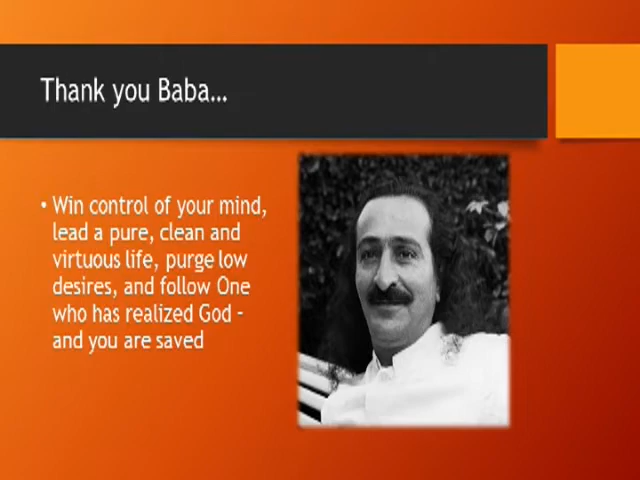 Thank you Baba...
• Win control of your mind,
lead a pure, clean and
virtuous life, purge low
desires, and follow One
who has realized God -
and you are saved